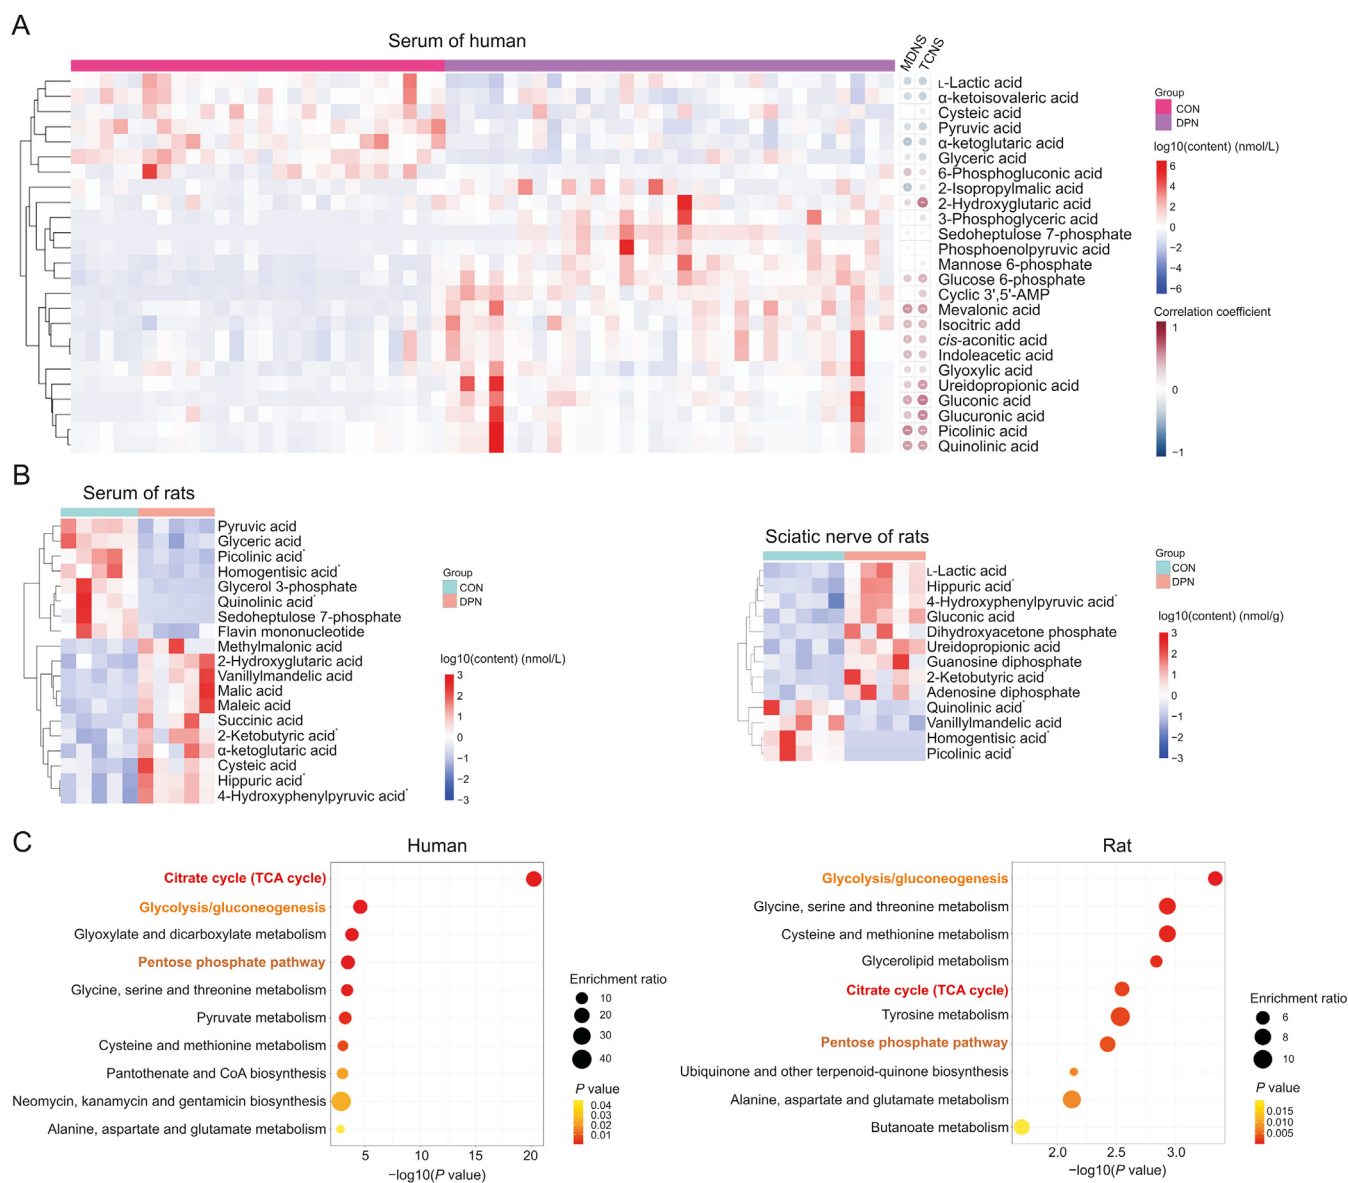 A
Serum of human
MDNS
TCNS
L-Lactic acid
α-ketoisovaleric acid
Cysteic acid
Pyruvic acid
α-ketoglutaric acid
Glyceric acid
6-Phosphogluconic acid
2-Isopropylmalic acid
2-Hydroxyglutaric acid
3-Phosphoglyceric acid
Sedoheptulose 7-phosphate
Phosphoenolpyruvic acid
Mannose 6-phosphate
Glucose 6-phosphate
Cyclic 3',5'-AMP
Mevalonic acid
Isocitric add
cis-aconitic acid
Indoleacetic acid
Glyoxylic acid
Ureidopropionic acid
Gluconic acid
Glucuronic acid
Picolinic acid
Quinolinic acid
Group
CON
DPN
log10(content) (nmol/L)
6
4
2
0
−2
−4
−6
Correlation coefficient
1
0
−1
B
Serum of rats
Pyruvic acid
Glyceric acid
Picolinic acid*
Homogentisic acid*
Glycerol 3-phosphate
Quinolinic acid*
Sedoheptulose 7-phosphate
Flavin mononucleotide
Methylmalonic acid
2-Hydroxyglutaric acid
Vanillylmandelic acid
Malic acid
Maleic acid
Succinic acid
2-Ketobutyric acid*
α-ketoglutaric acid
Cysteic acid
Hippuric acid*
4-Hydroxyphenylpyruvic acid*
Group
CON
DPN
log10(content) (nmol/L)
3
2
1
0
−1
−2
−3
Sciatic nerve of rats
L-Lactic acid
Hippuric acid*
4-Hydroxyphenylpyruvic acid*
Gluconic acid
Dihydroxyacetone phosphate
Ureidopropionic acid
Guanosine diphosphate
2-Ketobutyric acid*
Adenosine diphosphate
Quinolinic acid*
Vanillylmandelic acid
Homogentisic acid*
Picolinic acid*
Group
CON
DPN
log10(content) (nmol/g)
3
2
1
0
−1
−2
−3
C
Human
Citrate cycle (TCA cycle)
Glycolysis/gluconeogenesis
Glyoxylate and dicarboxylate metabolism
Pentose phosphate pathway
Glycine, serine and threonine metabolism
Pyruvate metabolism
Cysteine and methionine metabolism
Pantothenate and CoA biosynthesis
Neomycin, kanamycin and gentamicin biosynthesis
Alanine, aspartate and glutamate metabolism
5 10 15 20
−log10(P value)
Enrichment ratio
10
20
30
40
P value
0.04
0.03
0.02
0.01
Rat
Glycolysis/gluconeogenesis
Glycine, serine and threonine metabolism
Cysteine and methionine metabolism
Glycerolipid metabolism
Citrate cycle (TCA cycle)
Tyrosine metabolism
Pentose phosphate pathway
Ubiquinone and other terpenoid-quinone biosynthesis
Alanine, aspartate and glutamate metabolism
Butanoate metabolism
2.0 2.5 3.0
−log10(P value)
Enrichment ratio
6
8
10
P value
0.015
0.010
0.005